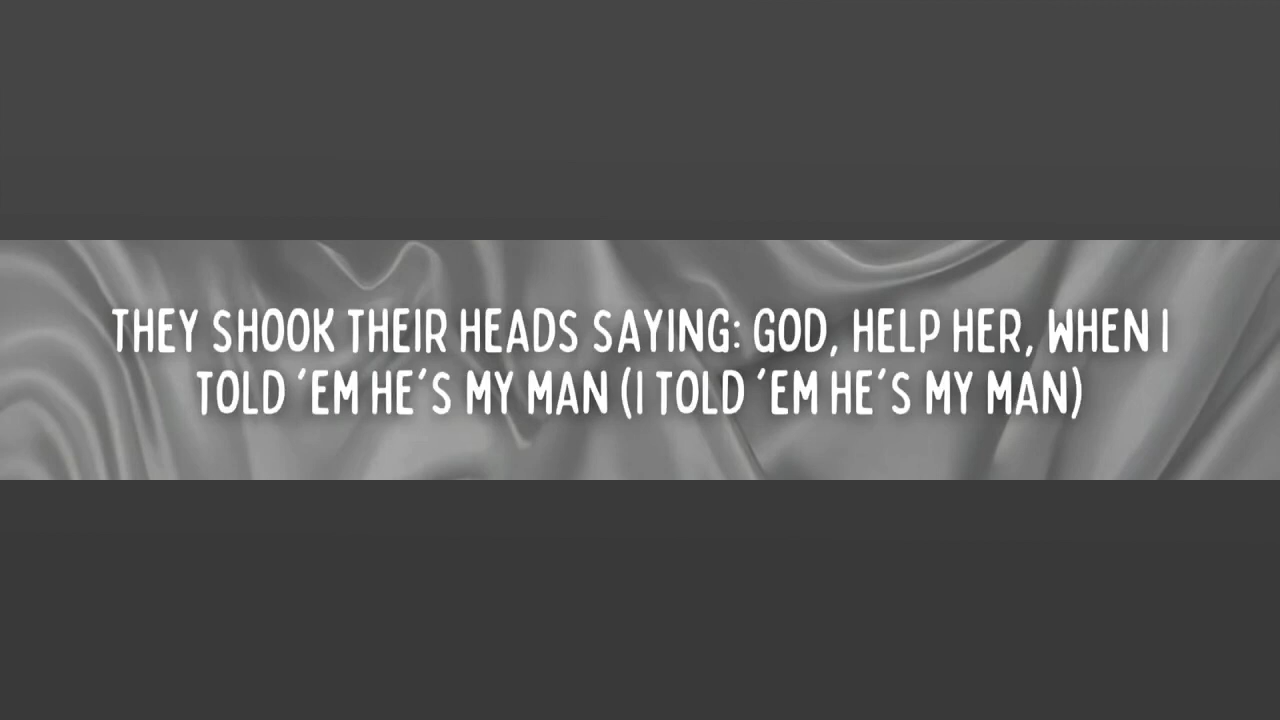 THEY SHOOK THEIR HEADS SAYING: GOD, HELP HER, WHEN I
TOLD ’EM HE’S MY MAN (I TOLD ’EM HE’S MY MAN)